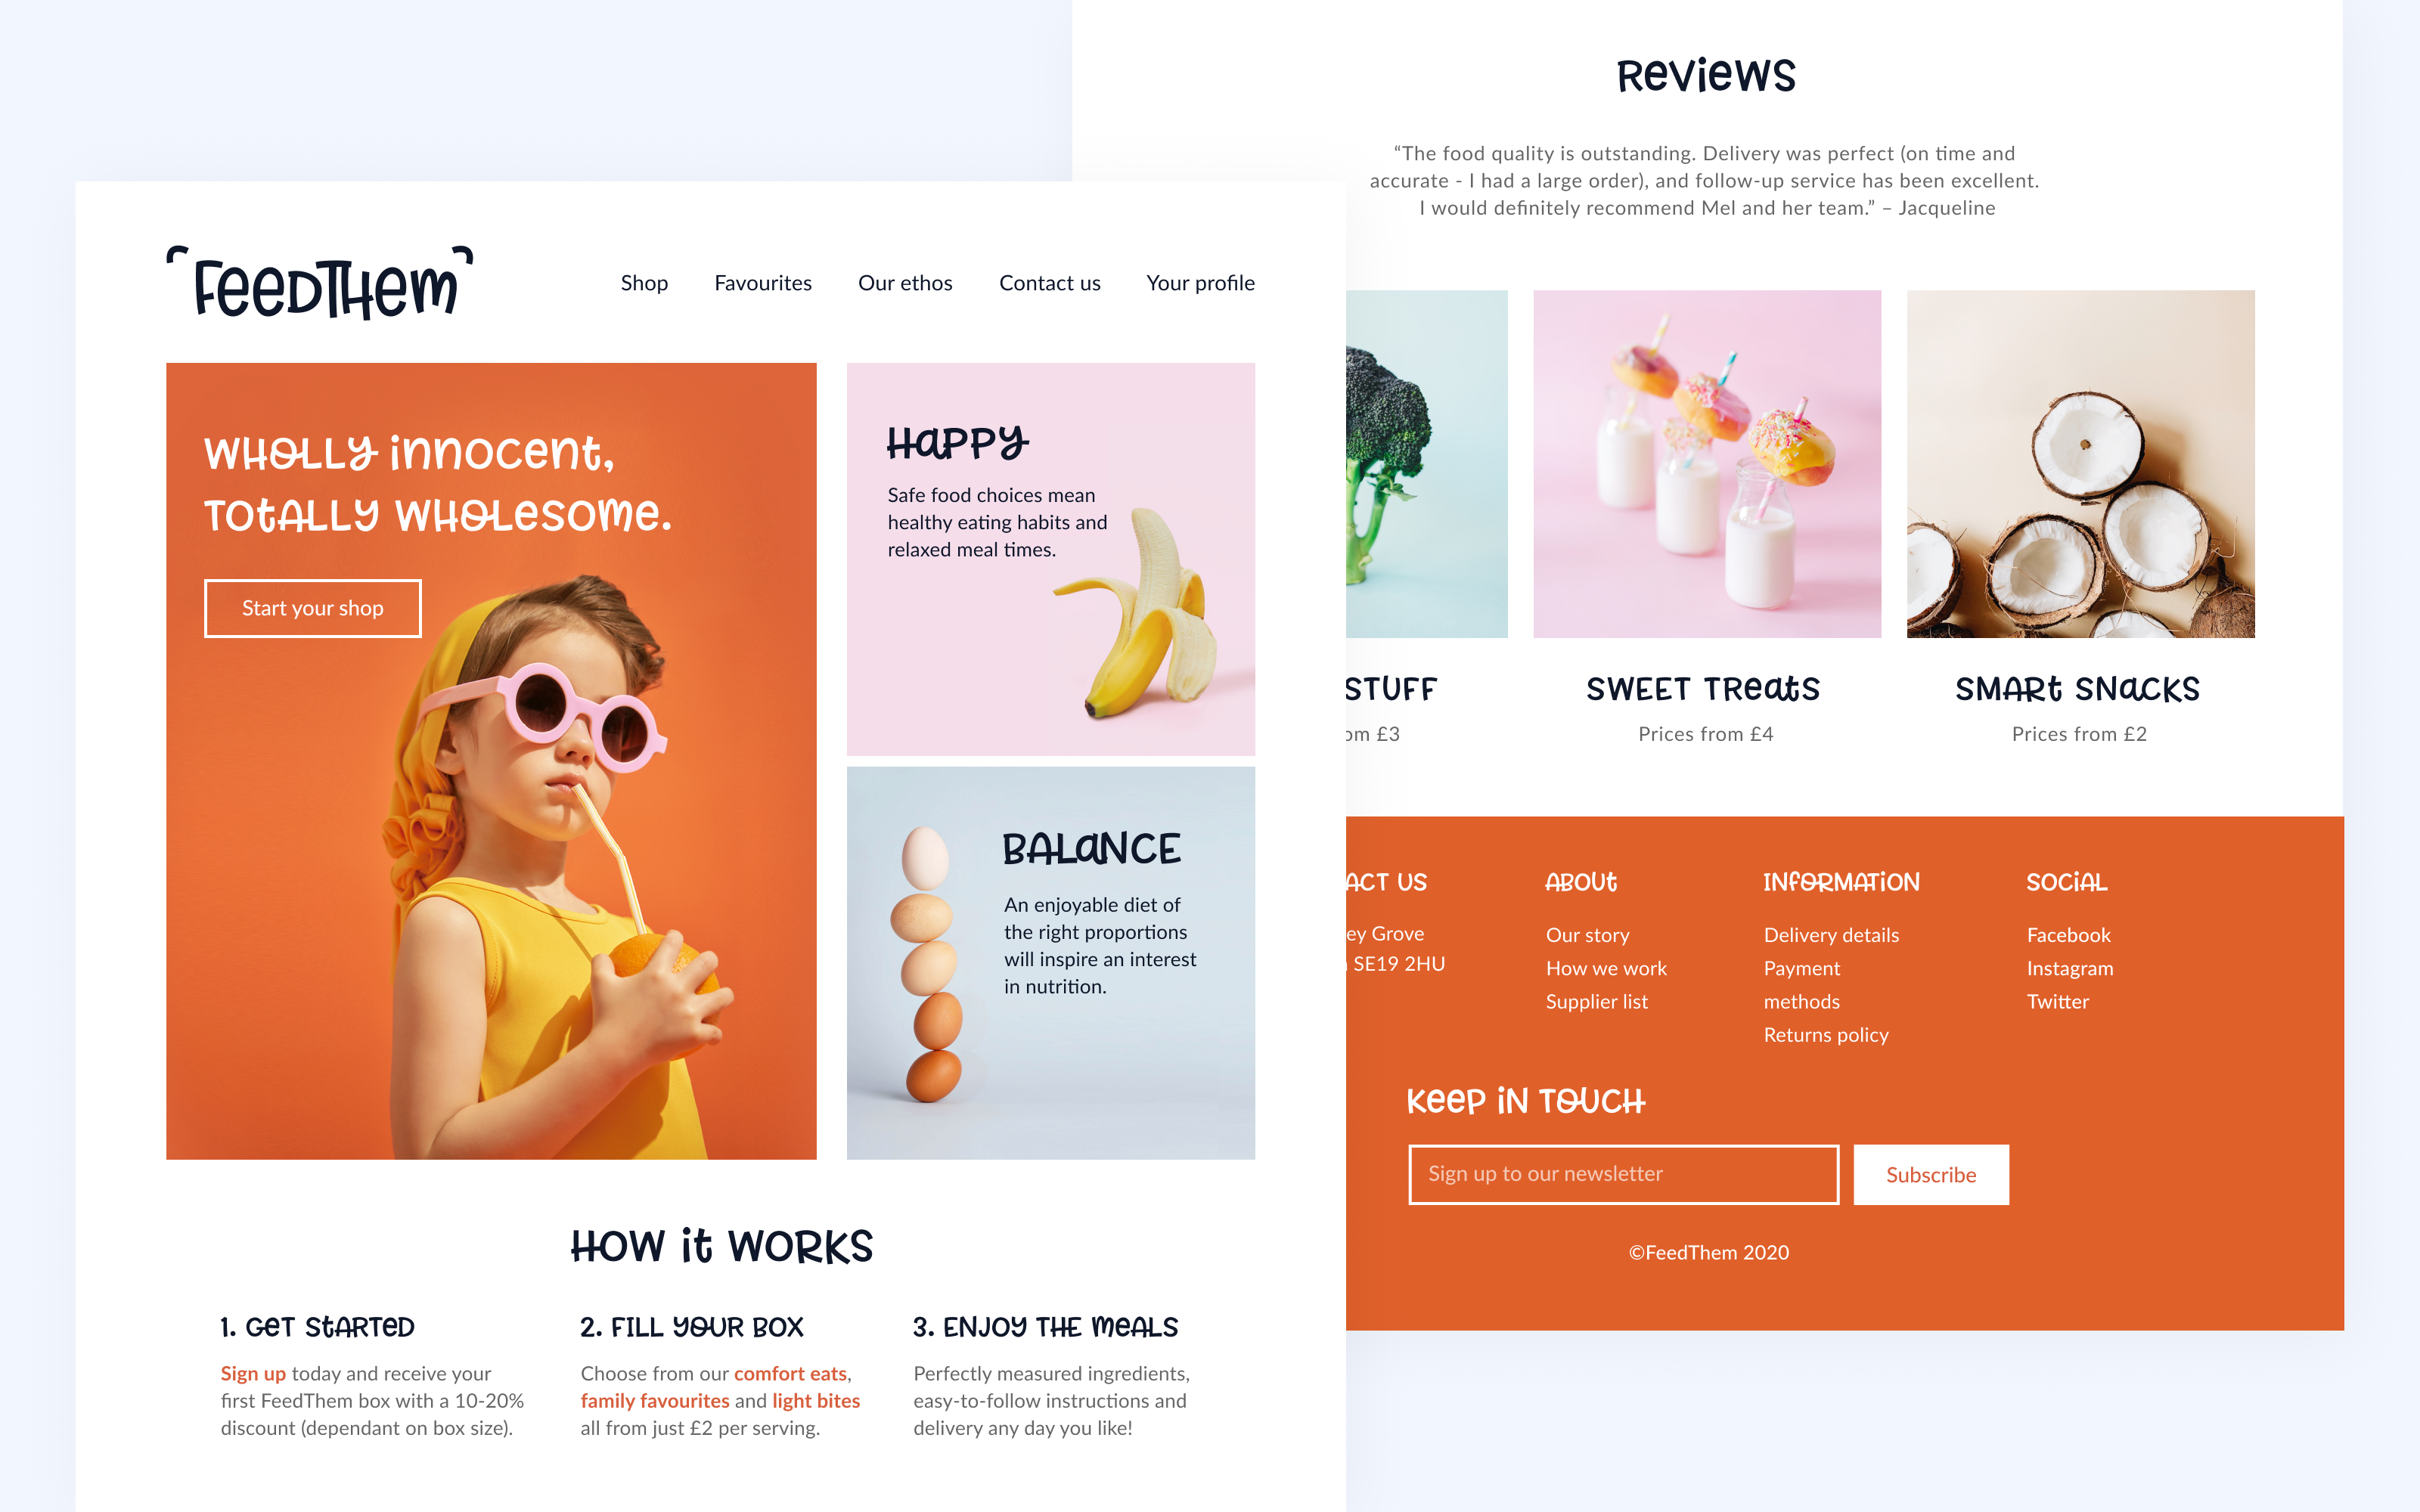 FeedThem
Shop
Favourites
Our ethos
Contact us
Your profile
WHOLLY innocent,
TOtALLY WHOLesome.
Start your shop
HaPPY
Safe food choices mean
healthy eating habits and
relaxed meal times.
BALaNCE
An enjoyable diet of
the right proportions
will inspire an interest
in nutrition.
HOW it WORKS
1. GeT StARTeD
Sign up today and receive your
first FeedThem box with a 10-20%
discount (dependant on box size).
2. FILL YOUR BOX
Choose from our comfort eats,
family favourites and light bites
all from just £2 per serving.
3. ENJOY THE meALS
Perfectly measured ingredients,
easy-to-follow instructions and
delivery any day you like!
Reviews
“The food quality is outstanding. Delivery was perfect (on time and
accurate - I had a large order), and follow-up service has been excellent.
I would definitely recommend Mel and her team.” – Jacqueline
STUFF
om £3
SWEET TReatS
Prices from £4
SMARt SNaCKS
Prices from £2
ACT US
ey Grove
SE19 2HU
ABOUt
Our story
How we work
Supplier list
INfORMATiON
Delivery details
Payment
methods
Returns policy
SOCiAL
Facebook
Instagram
Twitter
KeeP iN TOUCH
Sign up to our newsletter
Subscribe
©FeedThem 2020